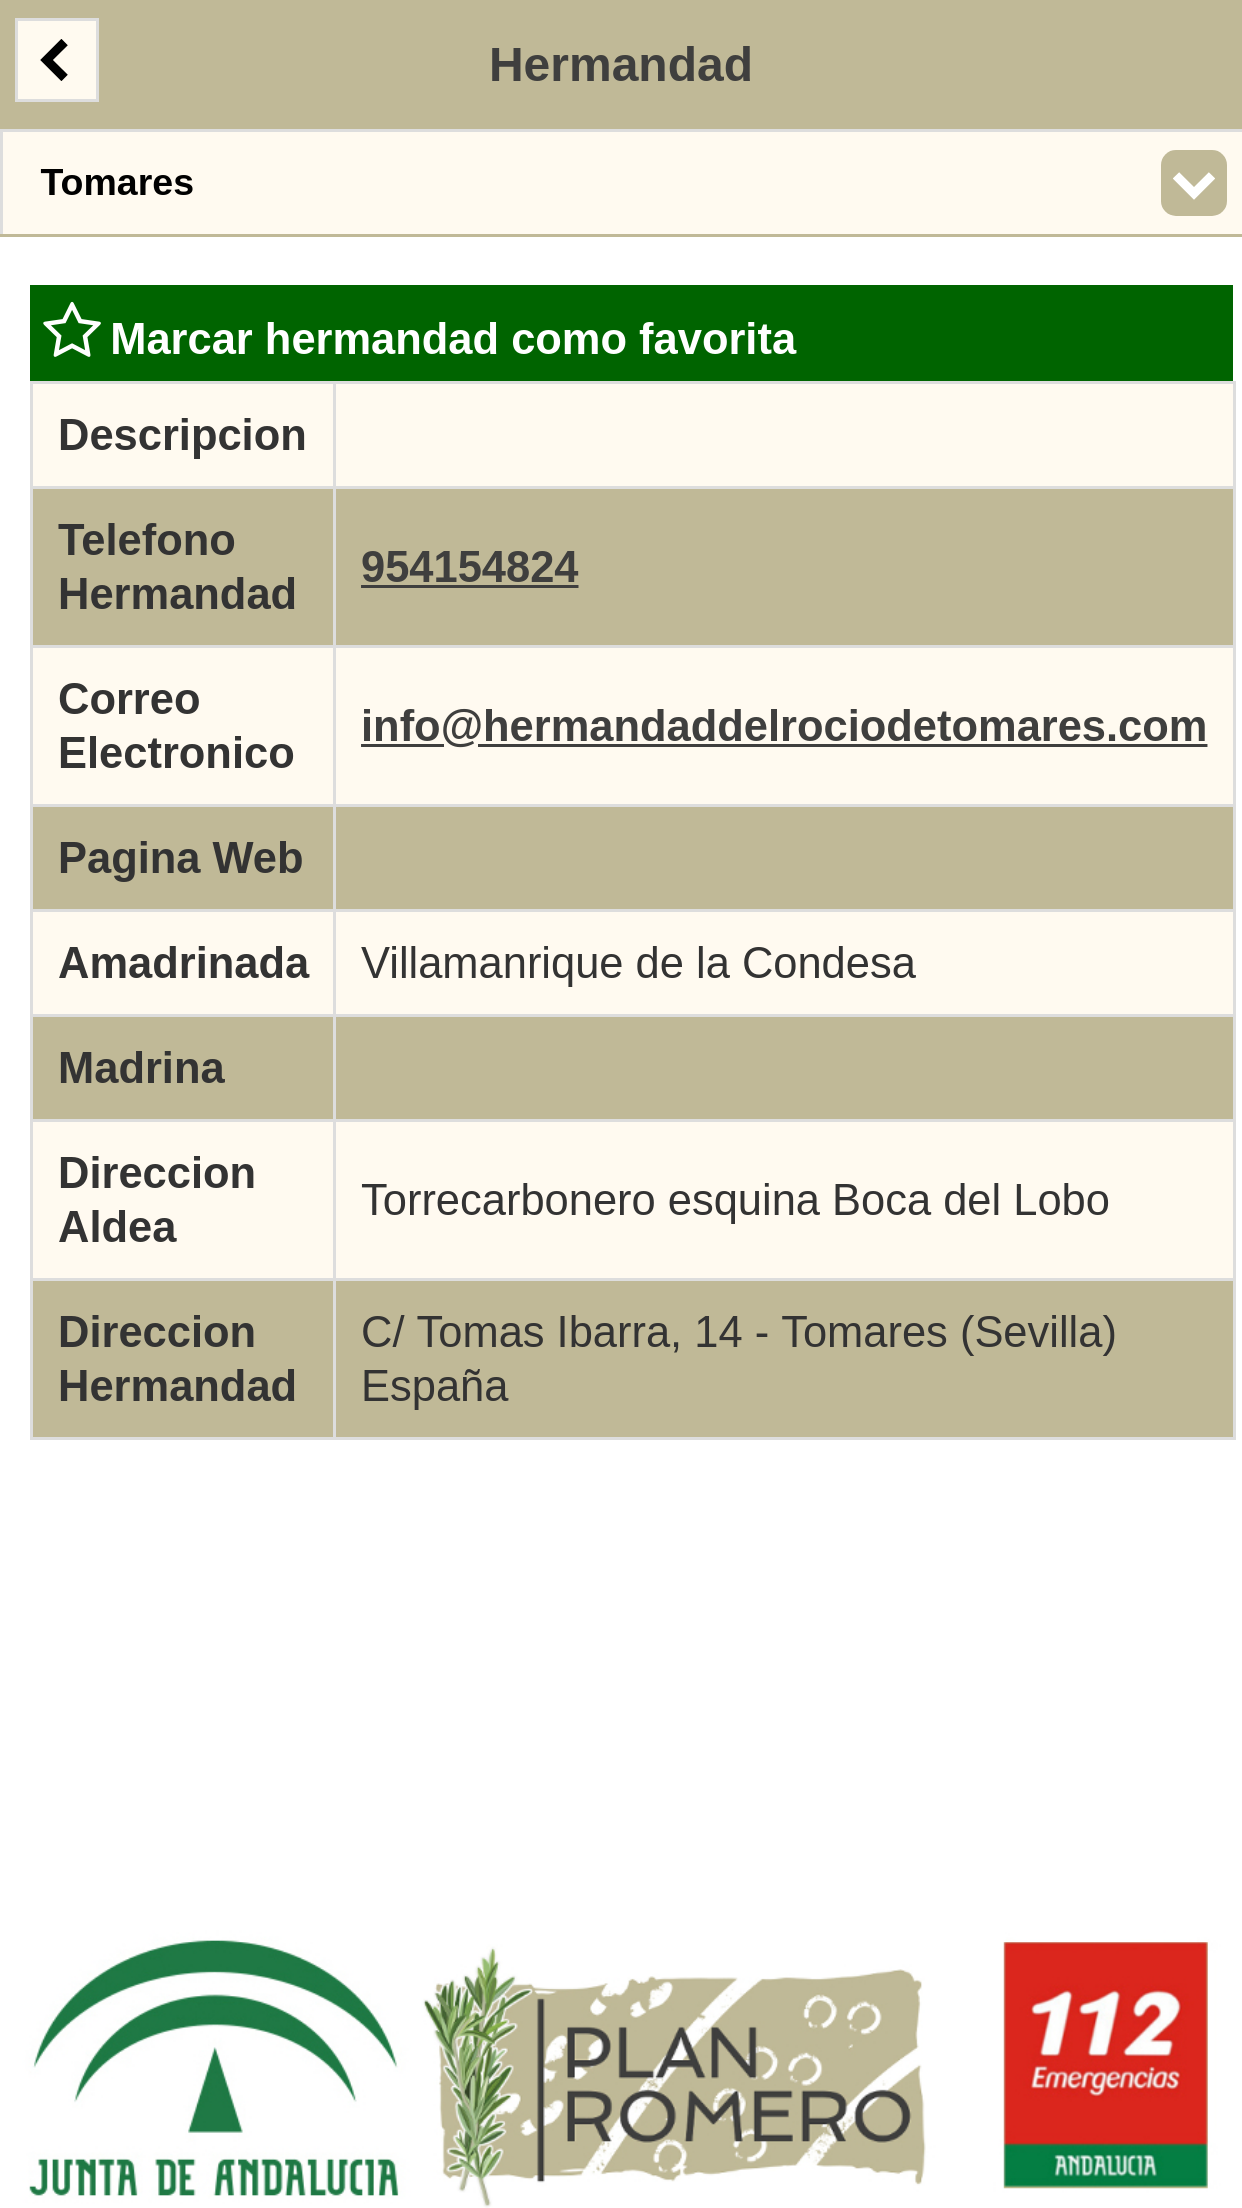 Hermandad
Tomares
Marcar hermandad como favorita
Descripcion
Telefono
Hermandad
954154824
Correo
Electronico
info@hermandaddelrociodetomares.com
Pagina Web
Amadrinada
Villamanrique de la Condesa
Madrina
Direccion
Aldea
Torrecarbonero esquina Boca del Lobo
Direccion
Hermandad
C/ Tomas Ibarra, 14 - Tomares (Sevilla)
España
JUNTA DE ANDALUCIA
PLAN
ROMERO
112
Emergencias
ANDALUCIA